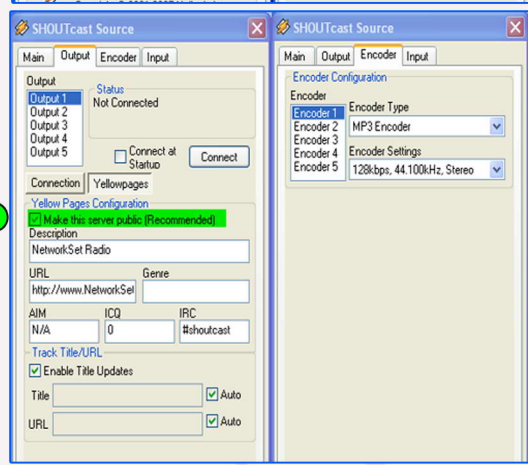 SHOUTcast Source
Main Output Encoder Input
Output
Output 1
Output 2
Output 3
Output 4
Output 5
Status
Not Connected
Connect at
Startup
Connect
Connection Yellowpages
Yellow Pages Configuration
Make this server public (Recommended)
Description
NetworkSet Radio
URL Genre
http://www.NetworkSet
AIM ICQ IRC
N/A 0 #shoutcast
Track Title/URL
Enable Title Updates
Title Auto
URL Auto
SHOUTcast Source
Main Output Encoder Input
Encoder Configuration
Encoder
Encoder 1
Encoder 2
Encoder 3
Encoder 4
Encoder 5
Encoder Type
MP3 Encoder
Encoder Settings
128kbps, 44.100kHz, Stereo